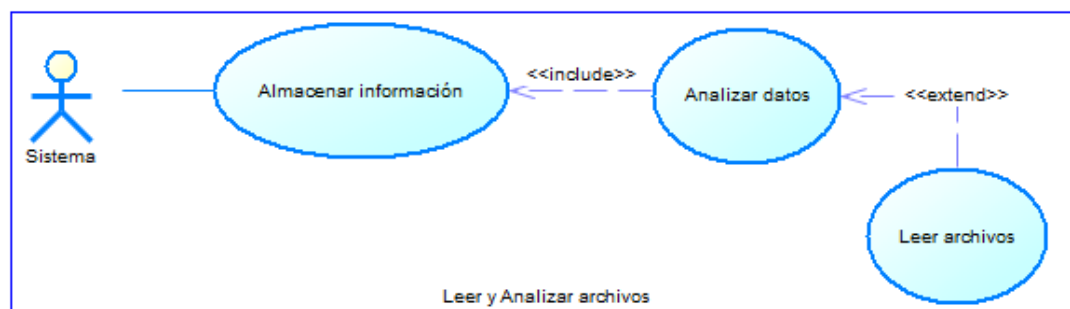 Sistema
Almacenar información
<<include>>
Analizar datos
<<extend>>
Leer archivos
Leer y Analizar archivos